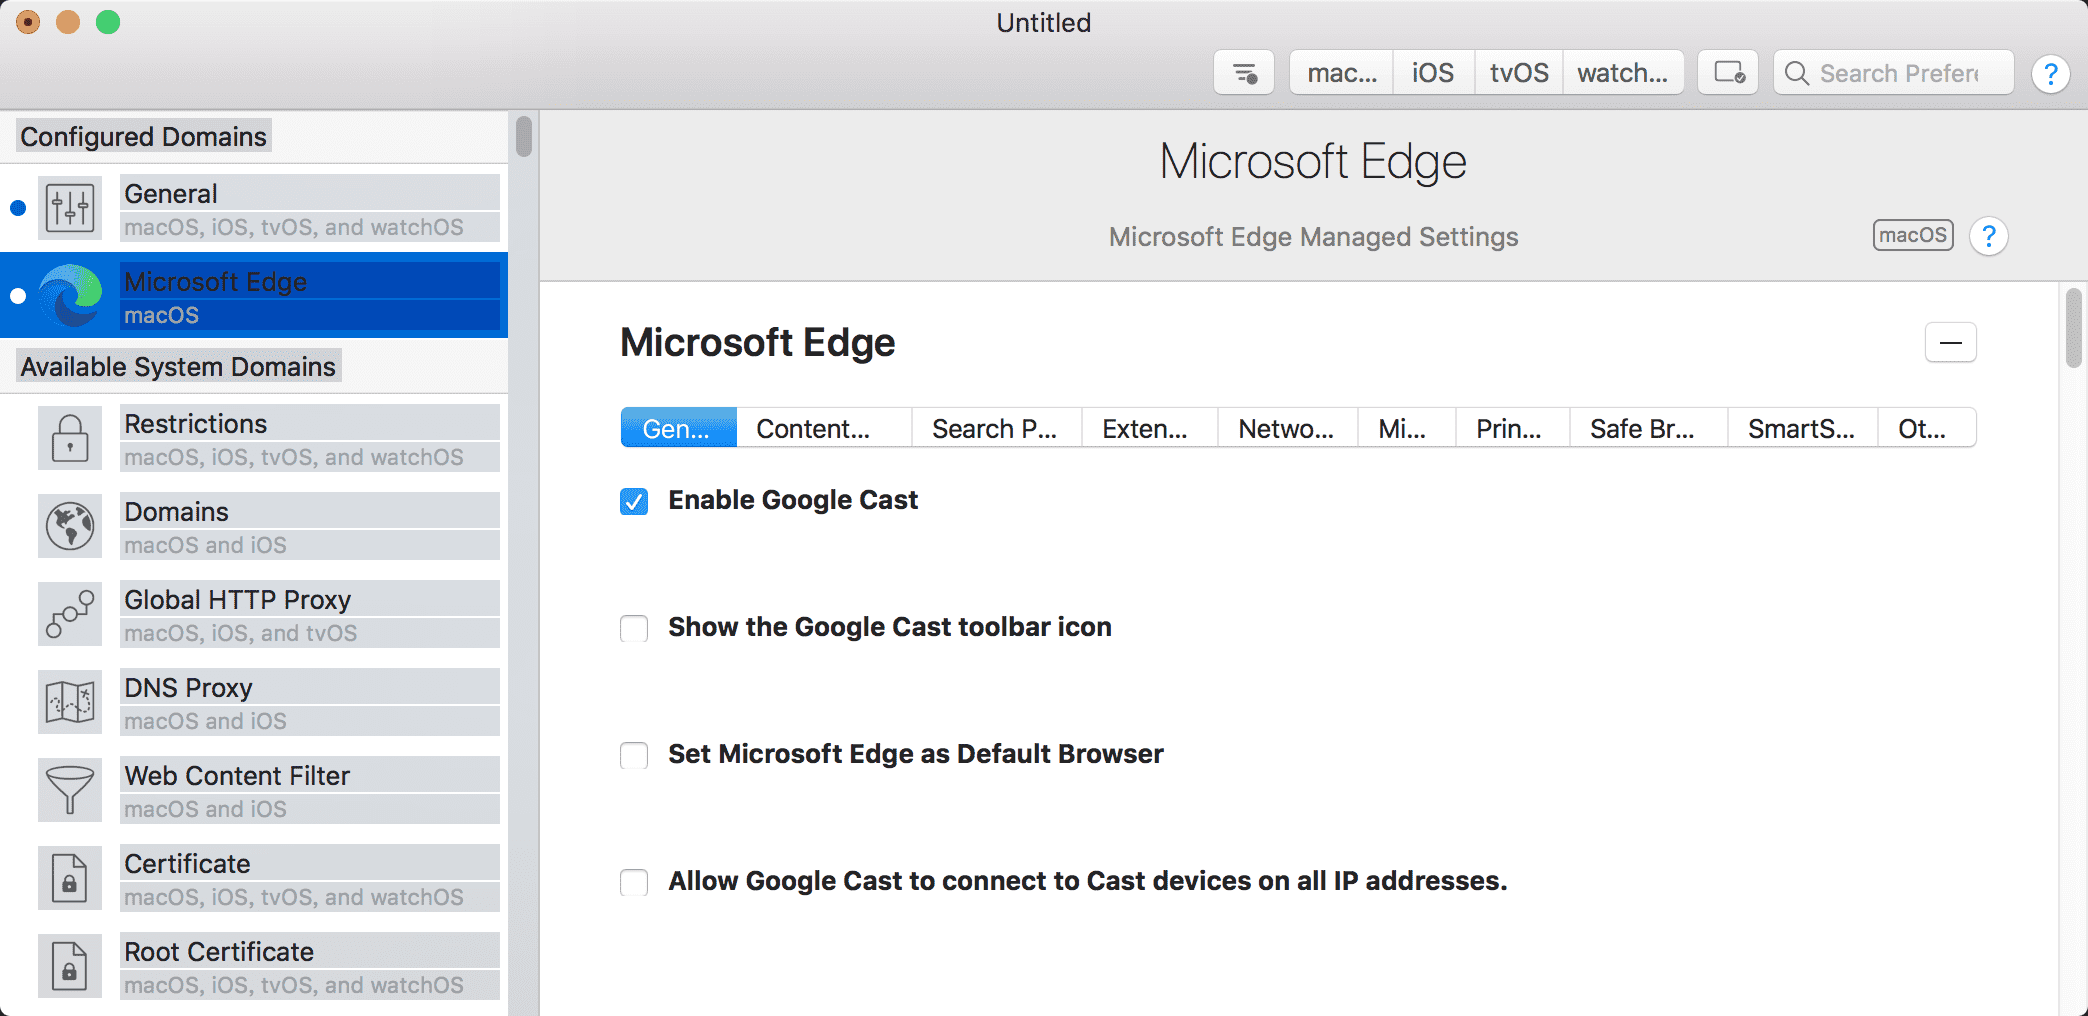 Untitled
mac... iOS tvOS watch... Search Prefer ?
Configured Domains
General
macOS, iOS, tvOS, and watchOS
Microsoft Edge
macOS
Available System Domains
Restrictions
macOS, iOS, tvOS, and watchOS
Domains
macOS and iOS
Global HTTP Proxy
macOS, iOS, and tvOS
DNS Proxy
macOS and iOS
Web Content Filter
macOS and iOS
Certificate
macOS, iOS, tvOS, and watchOS
Root Certificate
macOS, iOS, tvOS, and watchOS
Microsoft Edge
Microsoft Edge Managed Settings
macOS ?
Microsoft Edge
Gen... Content... Search P... Exten... Netwo... Mi... Prin... Safe Br... SmartS... Ot...
Enable Google Cast
Show the Google Cast toolbar icon
Set Microsoft Edge as Default Browser
Allow Google Cast to connect to Cast devices on all IP addresses.